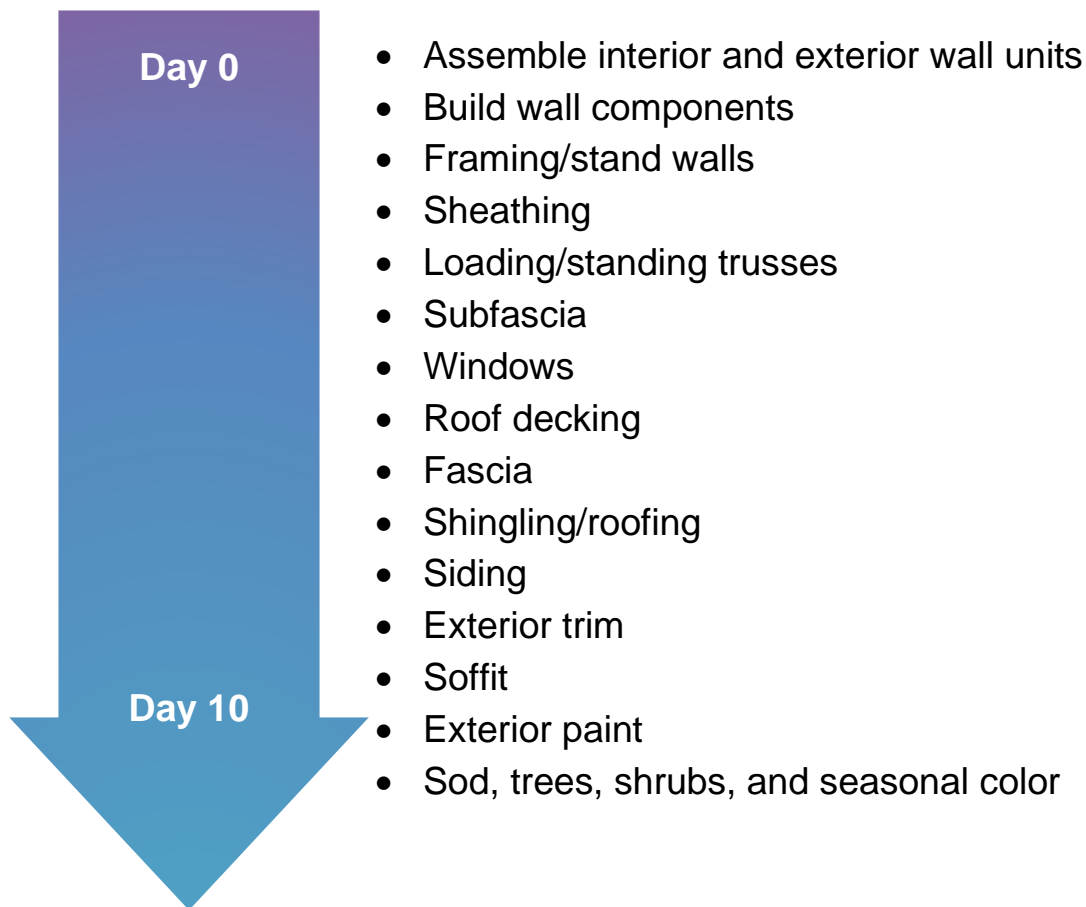 Day 0
• Assemble interior and exterior wall units
• Build wall components
• Framing/stand walls
• Sheathing
• Loading/standing trusses
• Subfascia
• Windows
• Roof decking
• Fascia
• Shingling/roofing
• Siding
• Exterior trim
• Soffit
Day 10
• Exterior paint
• Sod, trees, shrubs, and seasonal color